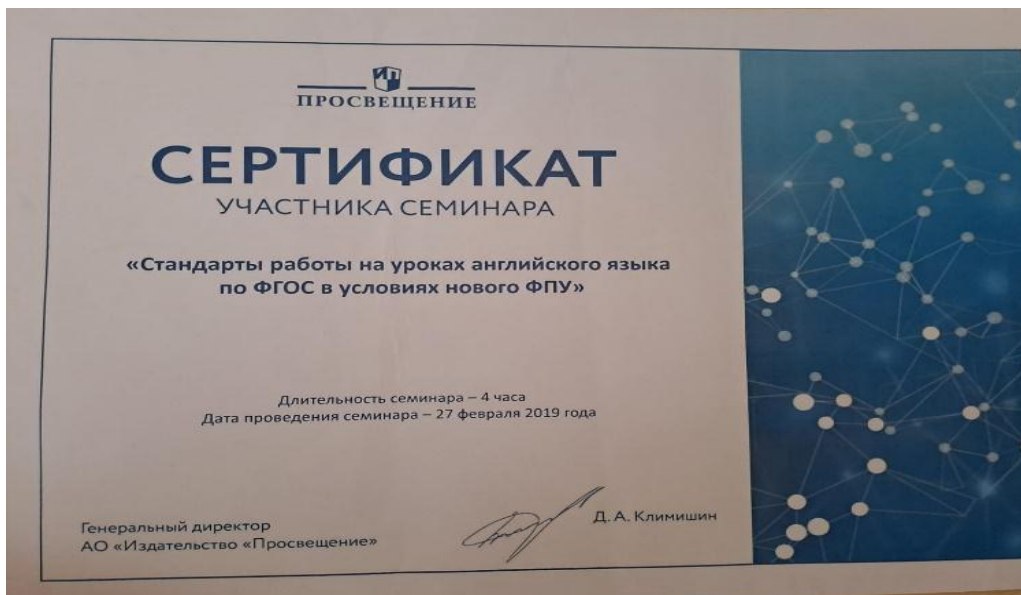 ПРОСВЕЩЕНИЕ
СЕРТИФИКАТ
УЧАСТНИКА СЕМИНАРА
«Стандарты работы на уроках английского языка
по ФГОС в условиях нового ФПУ»
Длительность семинара – 4 часа
Дата проведения семинара – 27 февраля 2019 года
Генеральный директор
АО «Издательство «Просвещение»
Д. А. Климишин